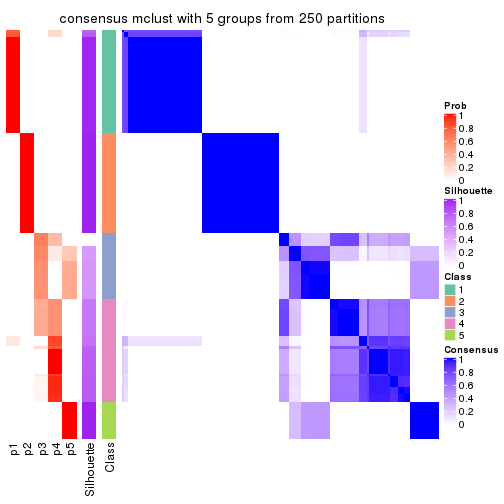 consensus mclust with 5 groups from 250 partitions
Prob
1
0.8
0.6
0.4
0.2
0
Silhouette
1
0.8
0.6
0.4
0.2
0
Class
1
2
3
4
5
Consensus
1
0.8
0.6
0.4
0.2
0
p1
p2
p3
p4
p5
Silhouette
Class